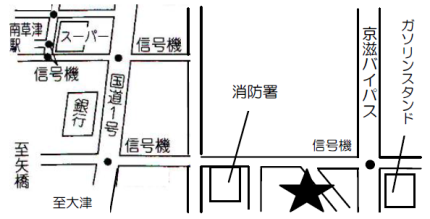 南草津
駅
スーパー
信号機
信号機
国道1号
銀行
信号機
至矢橋
至大津
消防署
信号機
京滋バイパス
ガソリンスタンド